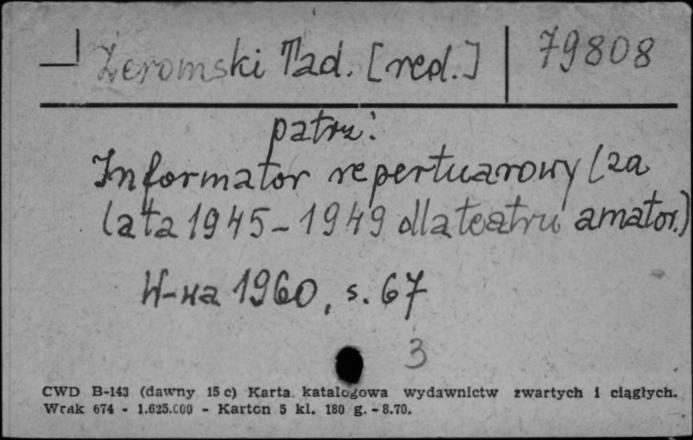 Żeromski Tad. [red.] 79808
patrz:
Informator repertuarowy (za
lata 1945-1949 dla teatru amator.)
W-wa 1960, s. 67
3
CWD B-143 (dawny 15 c) Karta katalogowa wydawnictw zwartych i ciągłych.
Wrak 674 - 1.625.000 - Karton 5 kl. 180 g. - 8.70.